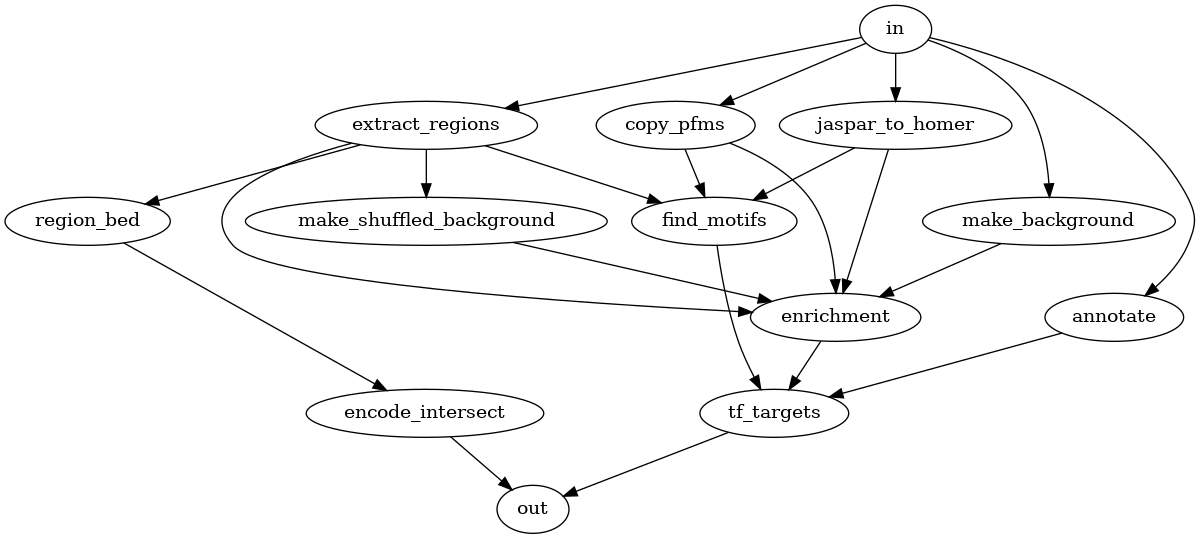 in
extract_regions
copy_pfms
jaspar_to_homer
region_bed
make_shuffled_background
find_motifs
make_background
enrichment
annotate
encode_intersect
tf_targets
out